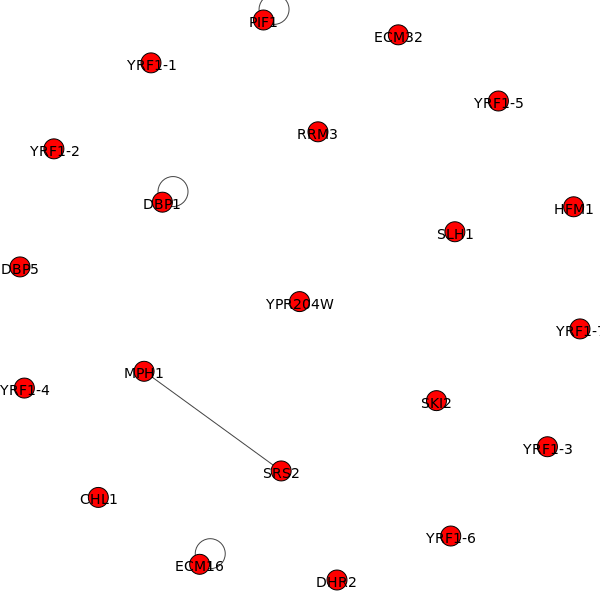 PIF1
ECM32
YRF1-1
YRF1-5
RRM3
YRF1-2
DBP1
HFM1
SLH1
DBP5
YPR204W
YRF1-7
MPH1
YRF1-4
SKI2
YRF1-3
SRS2
CHL1
YRF1-6
ECM16
DHR2